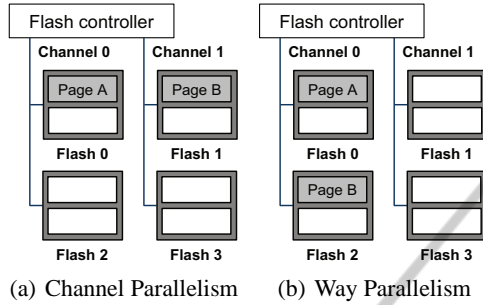 Flash controller
Channel 0 Channel 1
Page A Page B
Flash 0 Flash 1
Flash 2 Flash 3
(a) Channel Parallelism
Flash controller
Channel 0 Channel 1
Page A
Flash 0 Flash 1
Page B
Flash 2 Flash 3
(b) Way Parallelism